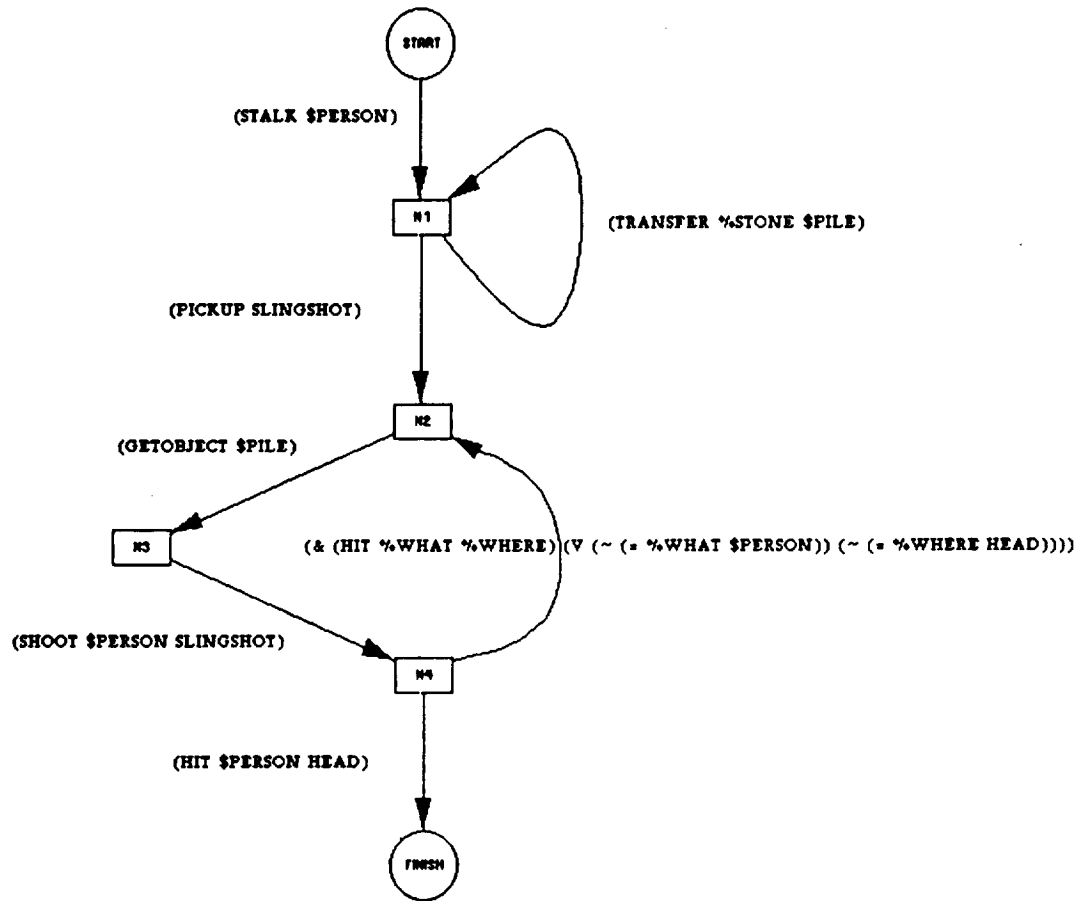 START
(STALK $PERSON)
N1
(TRANSFER %STONE $PILE)
(PICKUP SLINGSHOT)
N2
(GETOBJECT $PILE)
N3
(& (HIT %WHAT %WHERE) (V (~ (= %WHAT $PERSON)) (~ (= %WHERE HEAD))))
(SHOOT $PERSON SLINGSHOT)
N4
(HIT $PERSON HEAD)
FINISH